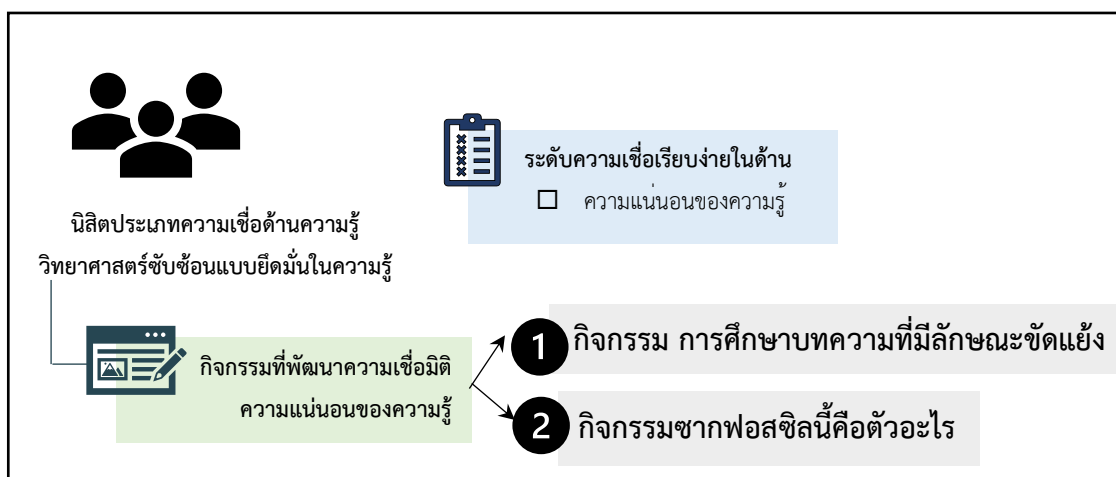 ระดับความเชื่อเรียบง่ายในด้าน
☐ ความแน่นอนของความรู้
นิสิตประเภทความเชื่อด้านความรู้
วิทยาศาสตร์ซับซ้อนแบบยึดมั่นในความรู้
กิจกรรมที่พัฒนาความเชื่อมิติ
ความแน่นอนของความรู้
1 กิจกรรม การศึกษาบทความที่มีลักษณะขัดแย้ง
2 กิจกรรมซากฟอสซิลนี้คือตัวอะไร